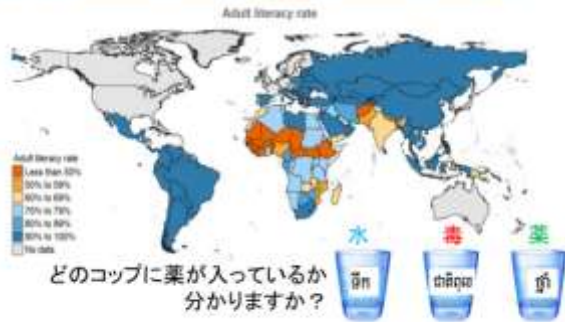 Adult literacy rate
Adult literacy rate
Less than 50%
50% to 59%
60% to 69%
70% to 79%
80% to 89%
90% to 100%
No data
水 毒 薬
どのコップに薬が入っているか
分かりますか？
ទឹក ជាតិពុល ថ្នាំ